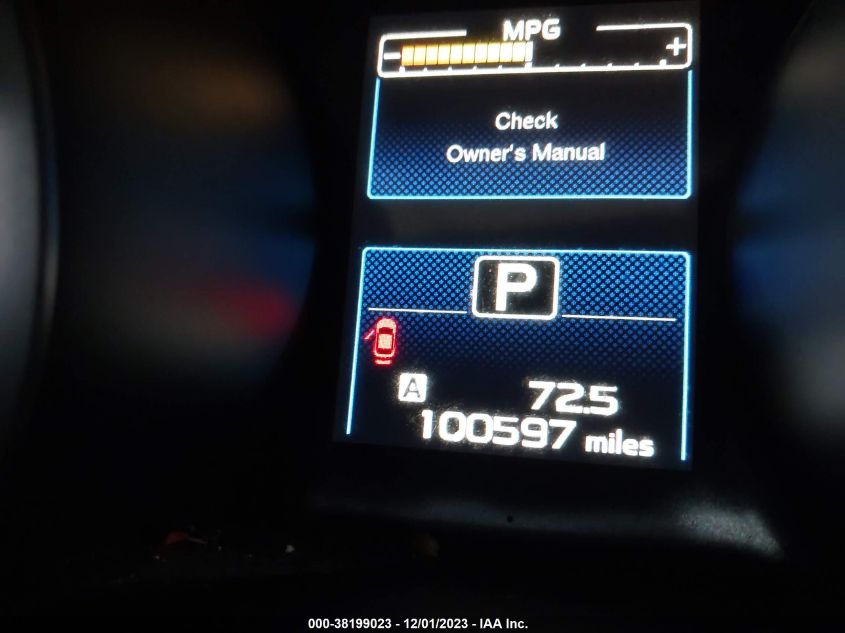 MPG
- +
Check
Owner's Manual
P
A 72.5
100597 miles
000-38199023 - 12/01/2023 - IAA Inc.